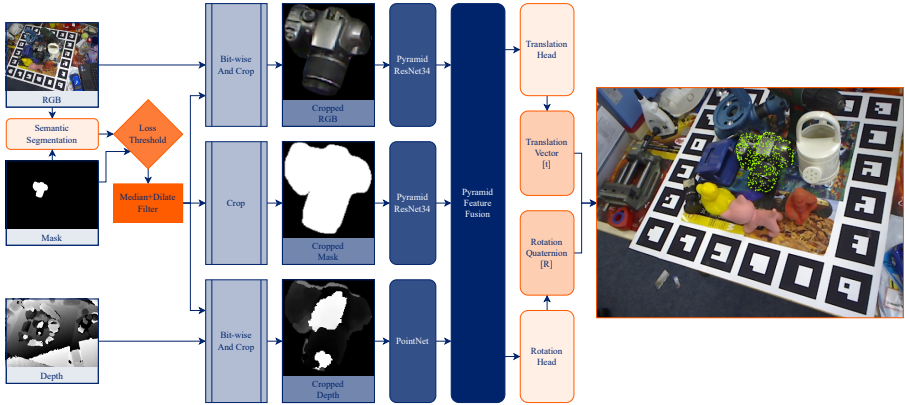 RGB
Semantic
Segmentation
Mask
Depth
Loss
Threshold
Median+Dilate
Filter
Bit-wise
And Crop
Crop
Bit-wise
And Crop
Cropped
RGB
Cropped
Mask
Cropped
Depth
Pyramid
ResNet34
Pyramid
ResNet34
PointNet
Pyramid
Feature
Fusion
Translation
Head
Translation
Vector
[t]
Rotation
Quaternion
[R]
Rotation
Head